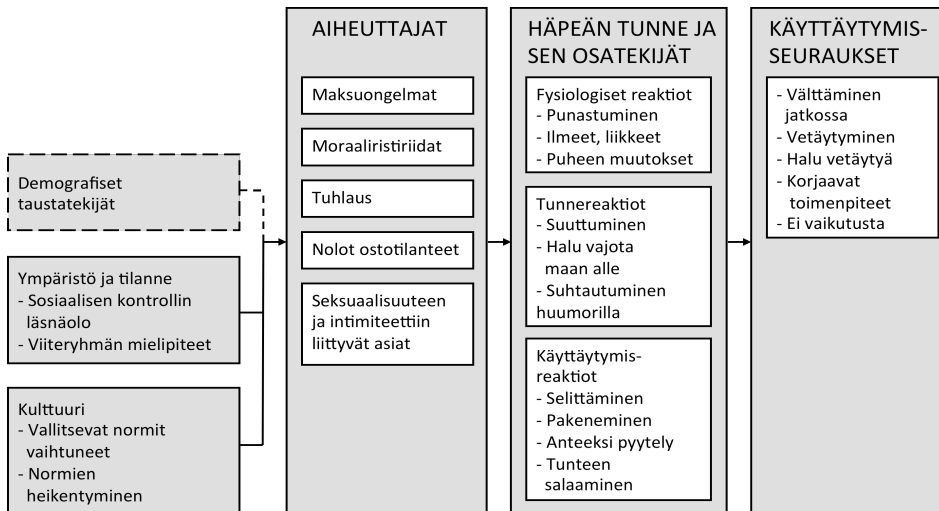 Demografiset
taustatekijät
Ympäristö ja tilanne
- Sosiaalisen kontrollin
läsnäolo
- Viiteryhmän mielipiteet
Kulttuuri
- Vallitsevat normit
vaihtuneet
- Normien
heikentyminen
AIHEUTTAJAT
Maksuongelmat
Moraaliristiriidat
Tuhlaus
Nolot ostotilanteet
Seksuaalisuuteen
ja intimiteettiin
liittyvät asiat
HÄPEÄN TUNNE JA
SEN OSATEKIJÄT
Fysiologiset reaktiot
- Punastuminen
- Ilmeet, liikkeet
- Puheen muutokset
Tunnereaktiot
- Suuttuminen
- Halu vajota
maan alle
- Suhtautuminen
huumorilla
Käyttäytymis-
reaktiot
- Selittäminen
- Pakeneminen
- Anteeksi pyytely
- Tunteen
salaaminen
KÄYTTÄYTYMIS-
SEURAUKSET
- Välttäminen
jatkossa
- Vetäytyminen
- Halu vetäytyä
- Korjaavat
toimenpiteet
- Ei vaikutusta